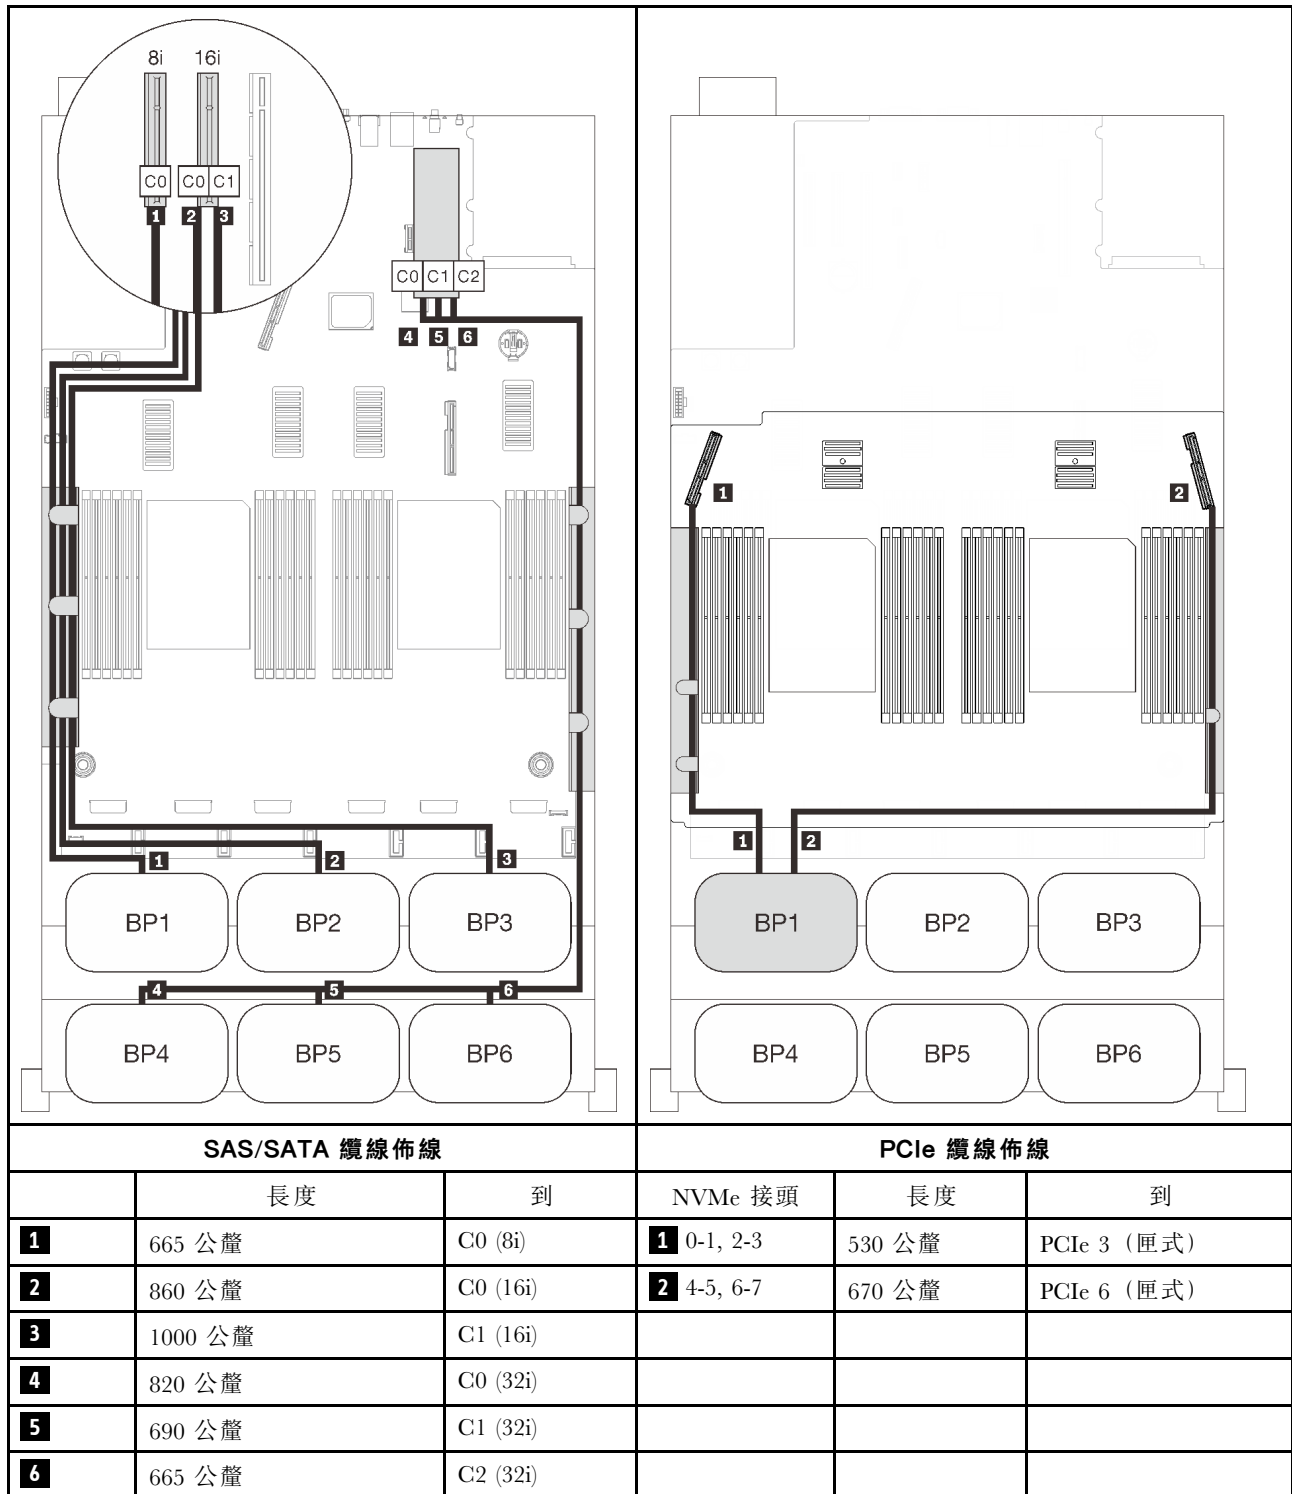 8i 16i
C0 C0 C1
1 2 3
C0 C1 C2
4 5 6
1 2
1 2 3
BP1 BP2 BP3
4 5 6
BP4 BP5 BP6
1 2
BP1 BP2 BP3
BP4 BP5 BP6
SAS/SATA 纜線佈線 PCIe 纜線佈線
長度 到 NVMe 接頭 長度 到
1 665 公釐 C0 (8i) 1 0-1, 2-3 530 公釐 PCIe 3（匣式）
2 860 公釐 C0 (16i) 2 4-5, 6-7 670 公釐 PCIe 6（匣式）
3 1000 公釐 C1 (16i)
4 820 公釐 C0 (32i)
5 690 公釐 C1 (32i)
6 665 公釐 C2 (32i)